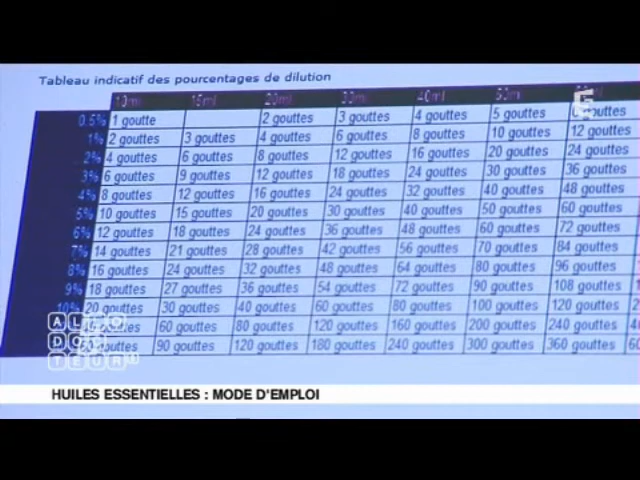 Tableau indicatif des pourcentages de dilution
10ml 15ml 20ml 30ml 40ml 50ml
0.5% 1 goutte 2 gouttes 3 gouttes 4 gouttes 5 gouttes gouttes
1% 2 gouttes 3 gouttes 4 gouttes 6 gouttes 8 gouttes 10 gouttes 12 gouttes
2% 4 gouttes 6 gouttes 8 gouttes 12 gouttes 16 gouttes 20 gouttes 24 gouttes
3% 6 gouttes 9 gouttes 12 gouttes 18 gouttes 24 gouttes 30 gouttes 36 gouttes
4% 8 gouttes 12 gouttes 16 gouttes 24 gouttes 32 gouttes 40 gouttes 48 gouttes
5% 10 gouttes 15 gouttes 20 gouttes 30 gouttes 40 gouttes 50 gouttes 60 gouttes
6% 12 gouttes 18 gouttes 24 gouttes 36 gouttes 48 gouttes 60 gouttes 72 gouttes
7% 14 gouttes 21 gouttes 28 gouttes 42 gouttes 56 gouttes 70 gouttes 84 gouttes
8% 16 gouttes 24 gouttes 32 gouttes 48 gouttes 64 gouttes 80 gouttes 96 gouttes
9% 18 gouttes 27 gouttes 36 gouttes 54 gouttes 72 gouttes 90 gouttes 108 gouttes
10% 20 gouttes 30 gouttes 40 gouttes 60 gouttes 80 gouttes 100 gouttes 120 gouttes
gouttes 60 gouttes 80 gouttes 120 gouttes 160 gouttes 200 gouttes 240 gouttes
gouttes 90 gouttes 120 gouttes 180 gouttes 240 gouttes 300 gouttes 360 gouttes
ALLO
DOC
TEUR
HUILES ESSENTIELLES : MODE D'EMPLOI